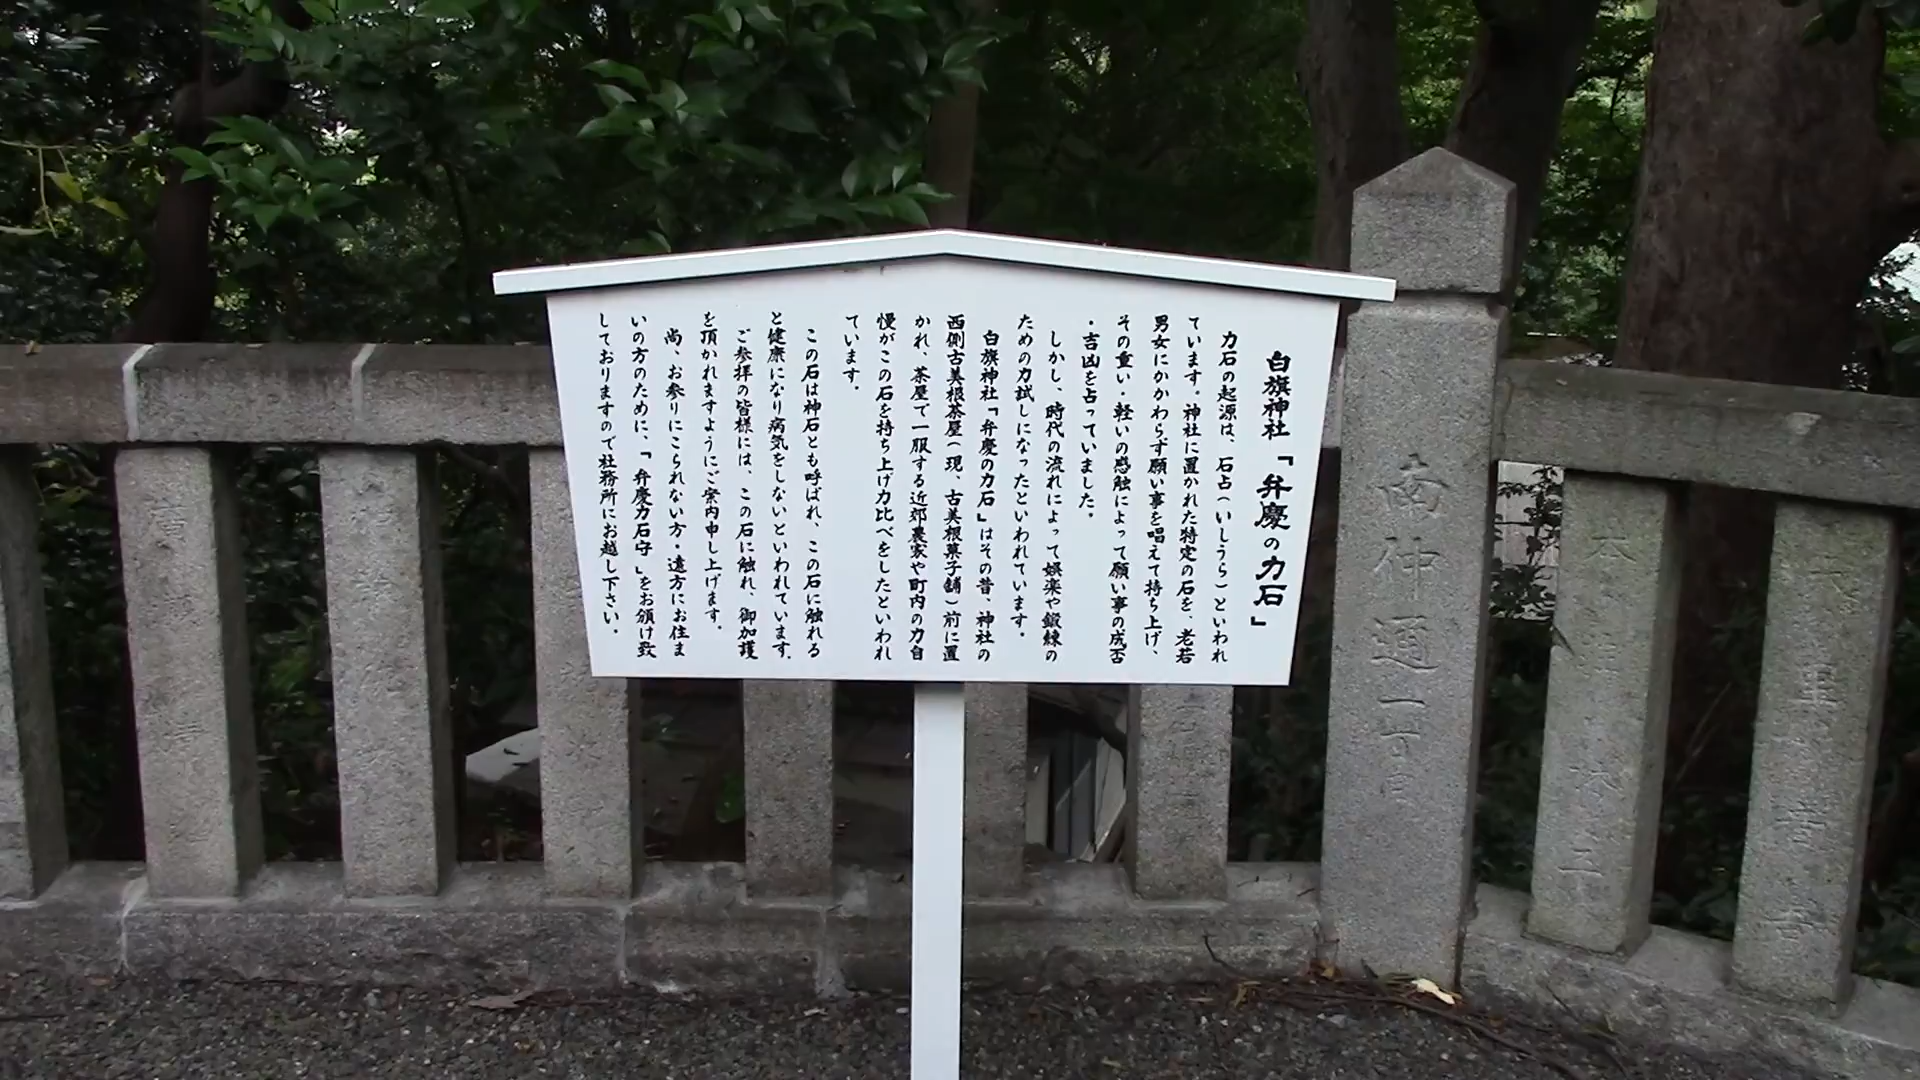 白旗神社「弁慶の力石」
力石の起源は、石占(いしうら)といわれ
ています。神社に置かれた特定の石を、老若
男女にかかわらず願い事を唱えて持ち上げ、
その重い・軽いの感触によって願い事の成否
・吉凶を占っていました。
しかし、時代の流れによって娯楽や鍛練の
ための力試しになったといわれています。
白旗神社「弁慶の力石」はその昔、神社の
西側古美根茶屋(現、古美根菓子舗)前に置
かれ、茶屋で一服する近郊農家や町内の力自
慢がこの石を持ち上げ力比べをしたといわれ
ています。
この石は神石とも呼ばれ、この石に触れる
と健康になり病気をしないといわれています。
ご参拝の皆様には、この石に触れ、御加護
を頂かれますようにご案内申し上げます。
尚、お参りにこられない方・遠方にお住ま
いの方のために、「弁慶力石守」をお頒け致
しておりますので社務所にお越し下さい。
南仲通一丁